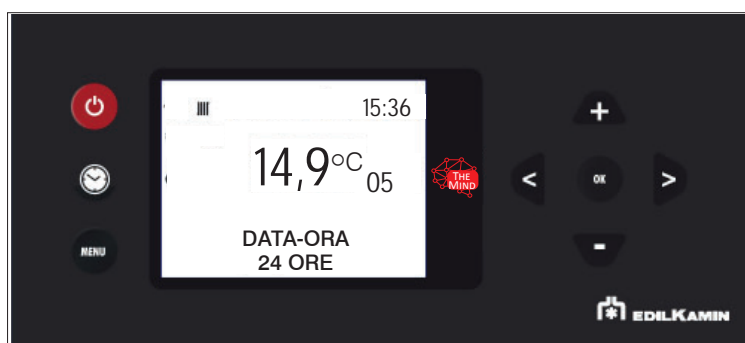 15:36
14,9°C 05
THE MIND
DATA-ORA
24 ORE
MENU
+
<
OK
>
-
EDILKAMIN